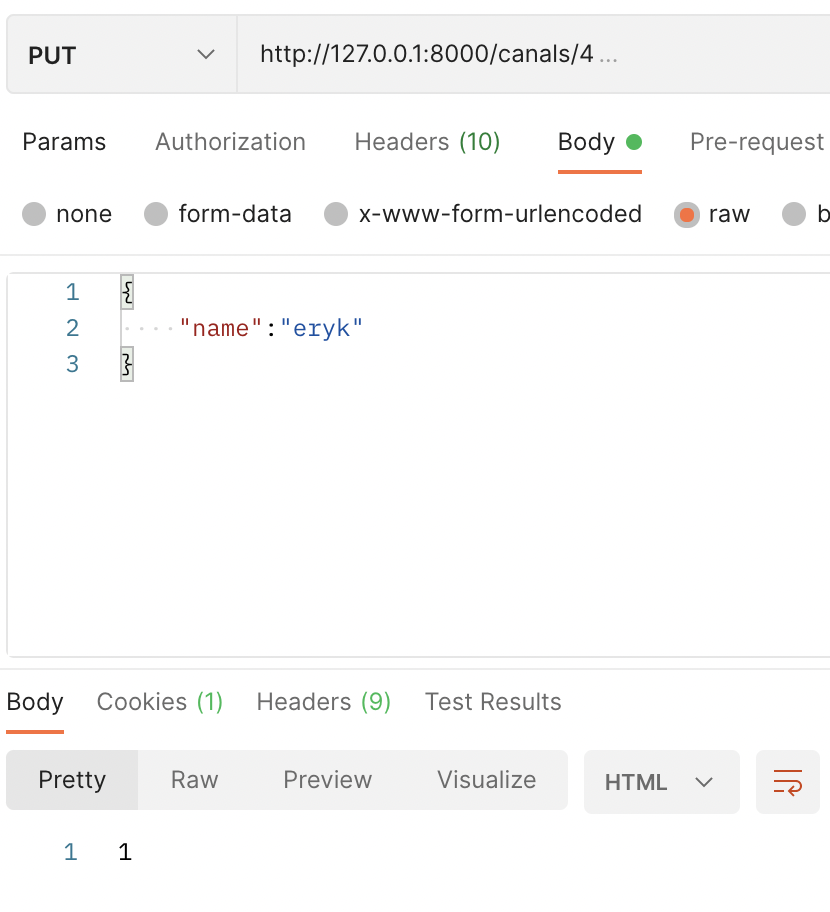 PUT http://127.0.0.1:8000/canals/4 ...
Params Authorization Headers (10) Body Pre-request
none form-data x-www-form-urlencoded raw b
1 {
2 ····"name":"eryk"
3 }
Body Cookies (1) Headers (9) Test Results
Pretty Raw Preview Visualize HTML
1 1